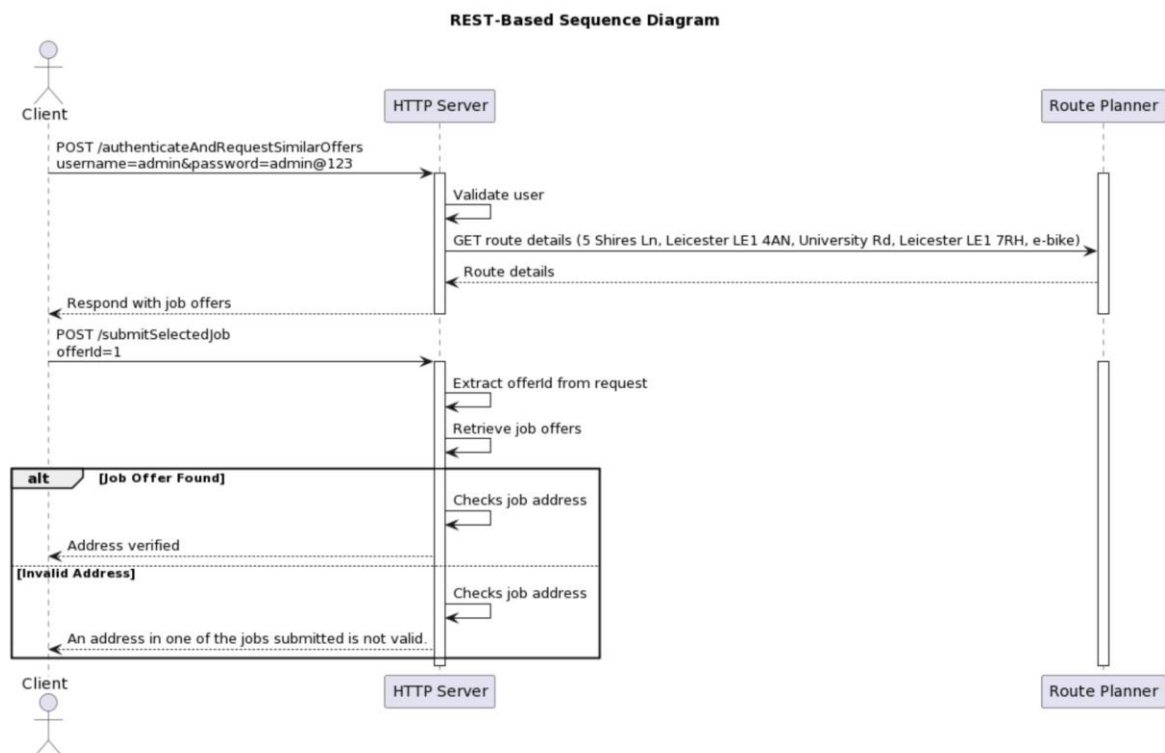 REST-Based Sequence Diagram
Client
HTTP Server
Route Planner
POST /authenticateAndRequestSimilarOffers
username=admin&password=admin@123
Validate user
GET route details (5 Shires Ln, Leicester LE1 4AN, University Rd, Leicester LE1 7RH, e-bike)
Route details
Respond with job offers
POST /submitSelectedJob
offerId=1
Extract offerId from request
Retrieve job offers
alt
[Job Offer Found]
Checks job address
Address verified
[Invalid Address]
Checks job address
An address in one of the jobs submitted is not valid.
Client
HTTP Server
Route Planner